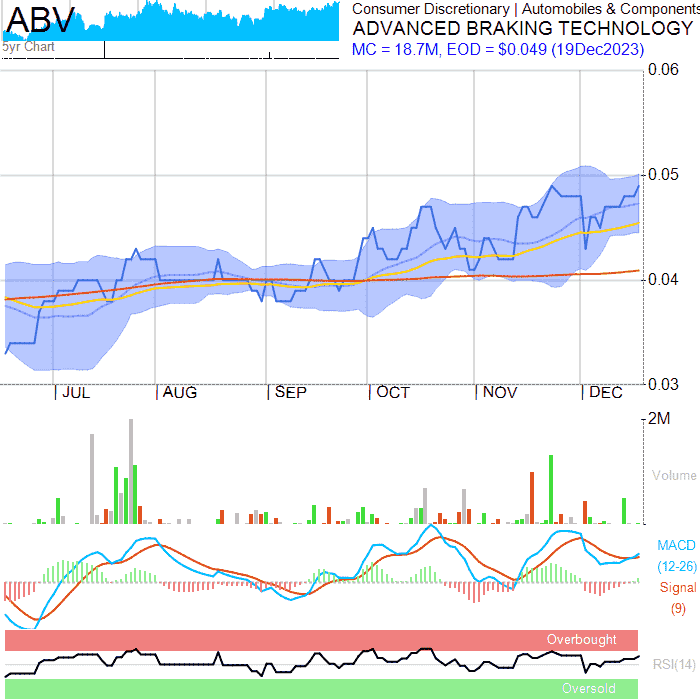 ABV
5yr Chart
Consumer Discretionary | Automobiles & Components
ADVANCED BRAKING TECHNOLOGY
MC = 18.7M, EOD = $0.049 (19Dec2023)
0.06
0.05
0.04
0.03
JUL
AUG
SEP
OCT
NOV
DEC
2M
Volume
MACD
(12-26)
Signal
(9)
Overbought
RSI(14)
Oversold